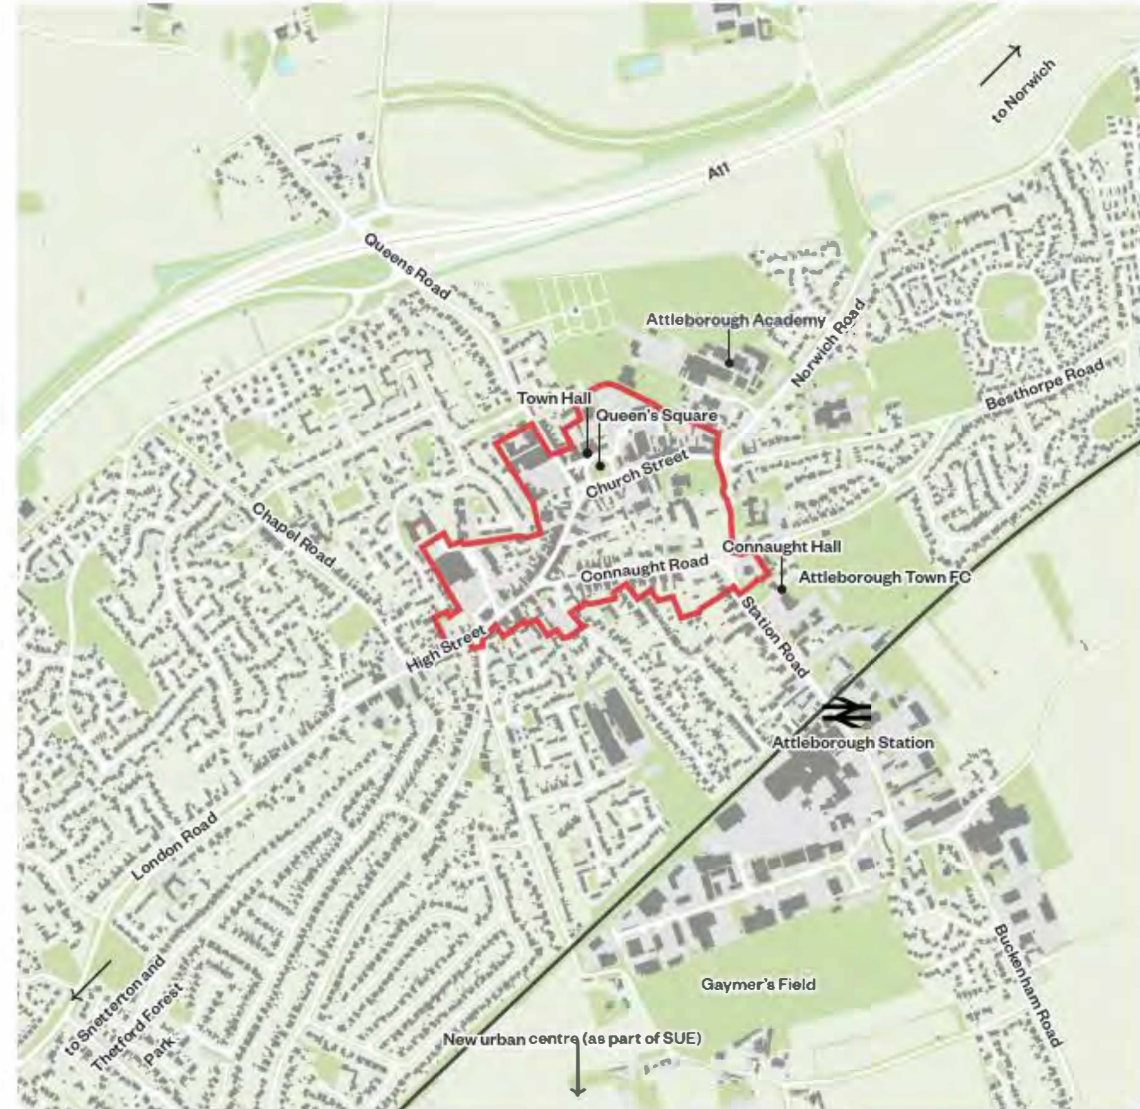 to Norwich
A11
Queens Road
Attleborough Academy
Norwich Road
Besthorpe Road
Town Hall
Queen's Square
Church Street
Chapel Road
Connaught Hall
Connaught Road
Attleborough Town FC
Station Road
High Street
Attleborough Station
London Road
Buckenham Road
to Snetterton and
Thetford Forest
Park
Gaymer's Field
New urban centre (as part of SUE)